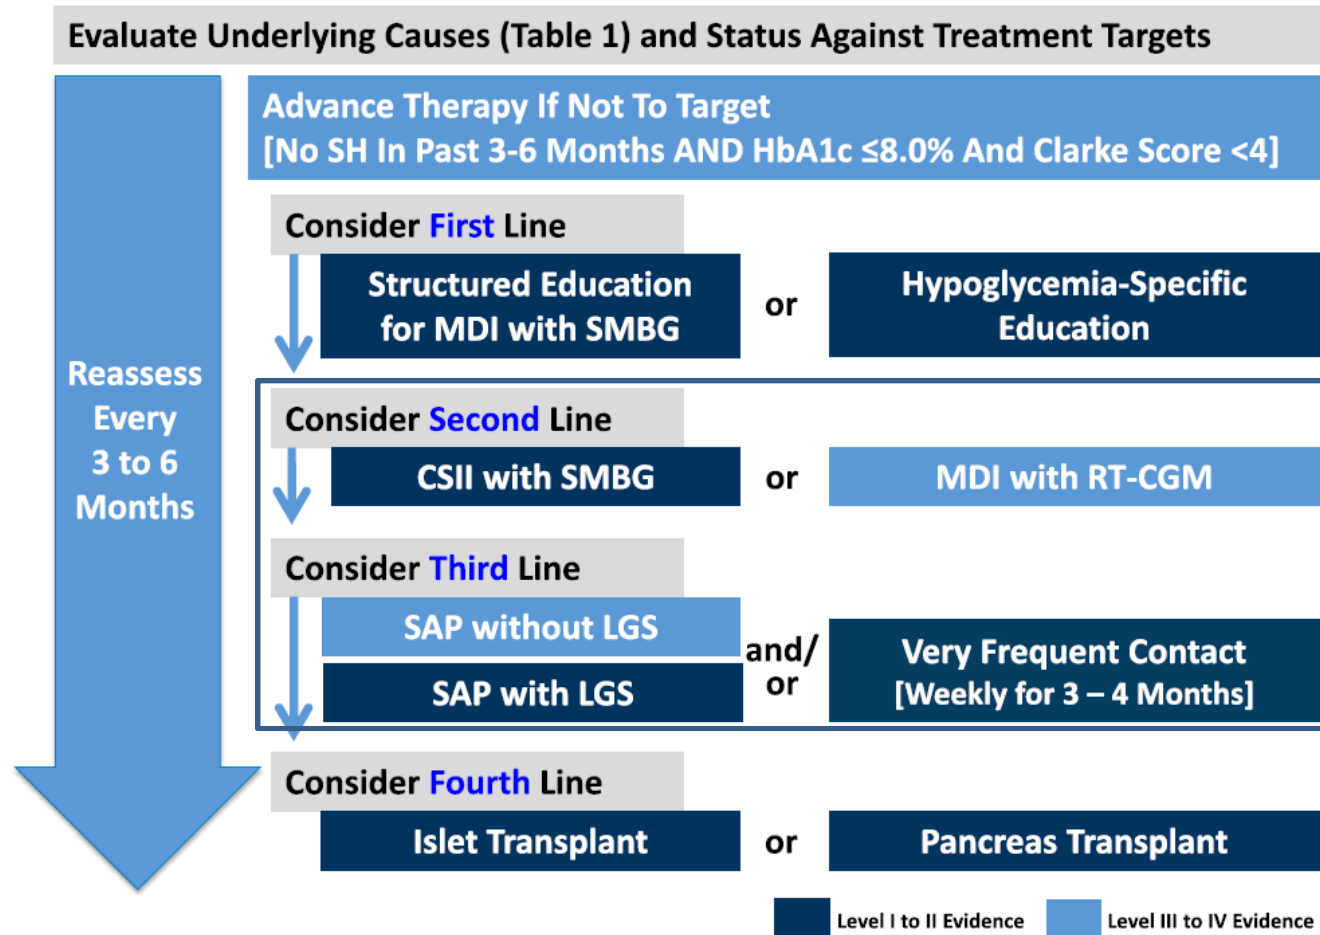 Evaluate Underlying Causes (Table 1) and Status Against Treatment Targets
Advance Therapy If Not To Target
[No SH In Past 3-6 Months AND HbA1c ≤8.0% And Clarke Score <4]
Reassess
Every
3 to 6
Months
Consider First Line
Structured Education
for MDI with SMBG
or
Hypoglycemia-Specific
Education
Consider Second Line
CSII with SMBG
or
MDI with RT-CGM
Consider Third Line
SAP without LGS
SAP with LGS
and/
or
Very Frequent Contact
[Weekly for 3 – 4 Months]
Consider Fourth Line
Islet Transplant
or
Pancreas Transplant
Level I to II Evidence
Level III to IV Evidence